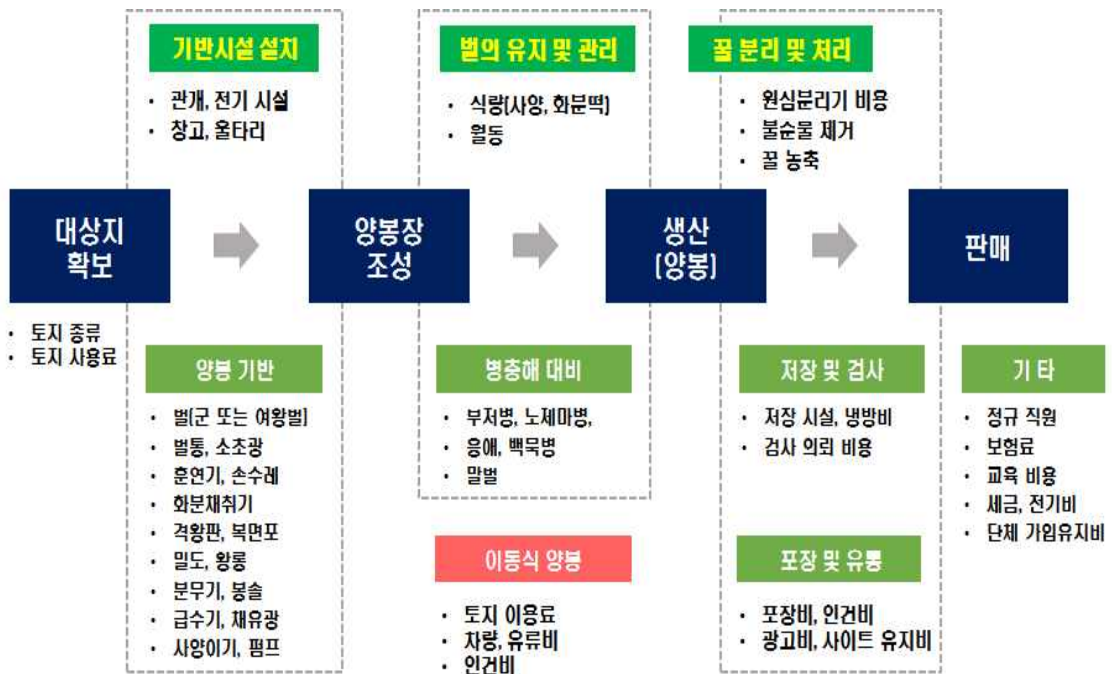 기반시설 설치
• 관개, 전기 시설
• 창고, 울타리
벌의 유지 및 관리
• 식량(사양, 화분떡)
• 월동
꿀 분리 및 처리
• 원심분리기 비용
• 불순물 제거
• 꿀 농축
대상지
확보
양봉장
조성
생산
(양봉)
판매
• 토지 종류
• 토지 사용료
양봉 기반
• 벌(군 또는 여왕벌)
• 벌통, 소초광
• 훈연기, 손수레
• 화분채취기
• 격왕판, 복면포
• 밀도, 왕롱
• 분무기, 봉솔
• 급수기, 채유광
• 사양이기, 펌프
병충해 대비
• 부저병, 노제마병,
• 응애, 백묵병
• 말벌
이동식 양봉
• 토지 이용료
• 차량, 유류비
• 인건비
저장 및 검사
• 저장 시설, 냉방비
• 검사 의뢰 비용
포장 및 유통
• 포장비, 인건비
• 광고비, 사이트 유지비
기 타
• 정규 직원
• 보험료
• 교육 비용
• 세금, 전기비
• 단체 가입유지비